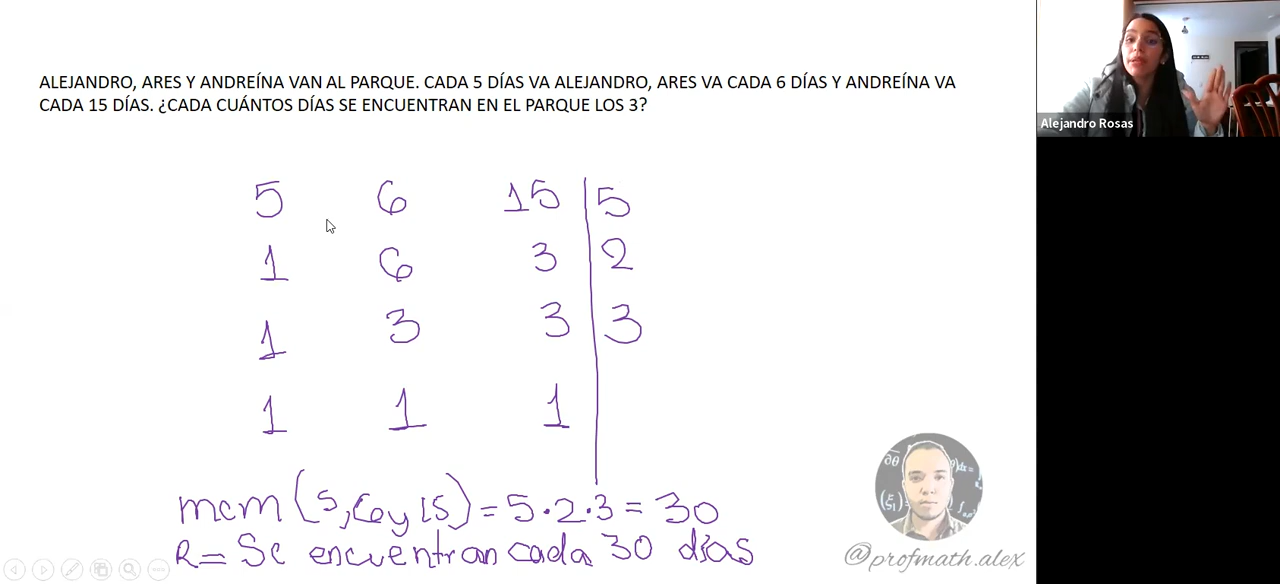 ALEJANDRO, ARES Y ANDREÍNA VAN AL PARQUE. CADA 5 DÍAS VA ALEJANDRO, ARES VA CADA 6 DÍAS Y ANDREÍNA VA
CADA 15 DÍAS. ¿CADA CUÁNTOS DÍAS SE ENCUENTRAN EN EL PARQUE LOS 3?
Alejandro Rosas
5 6 15 | 5
1 6 3 | 2
1 3 3 | 3
1 1 1 |
mcm (5, 6 y 15) = 5·2·3 = 30
R = Se encuentran cada 30 días
@profmath.alex